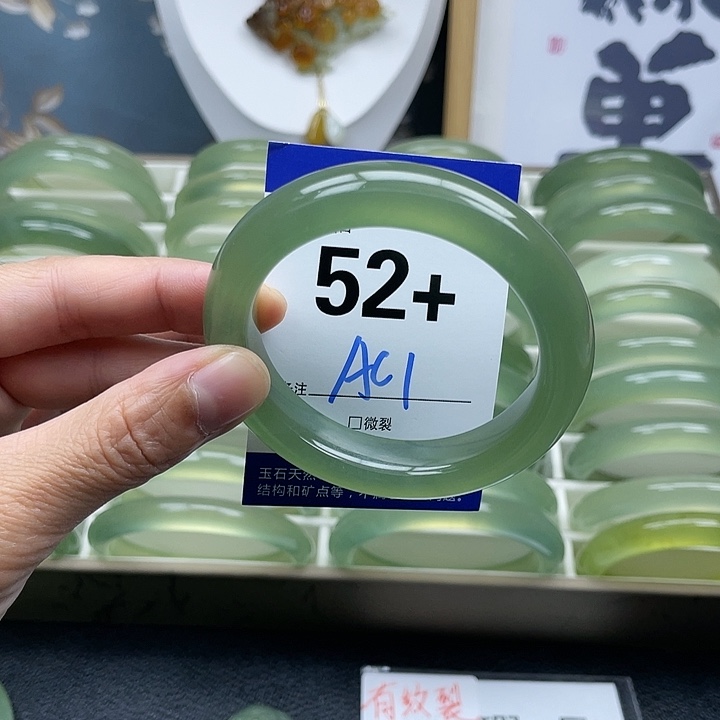 52+
注 AC1
□微裂
玉石天然
结构和矿点等，
有纹裂